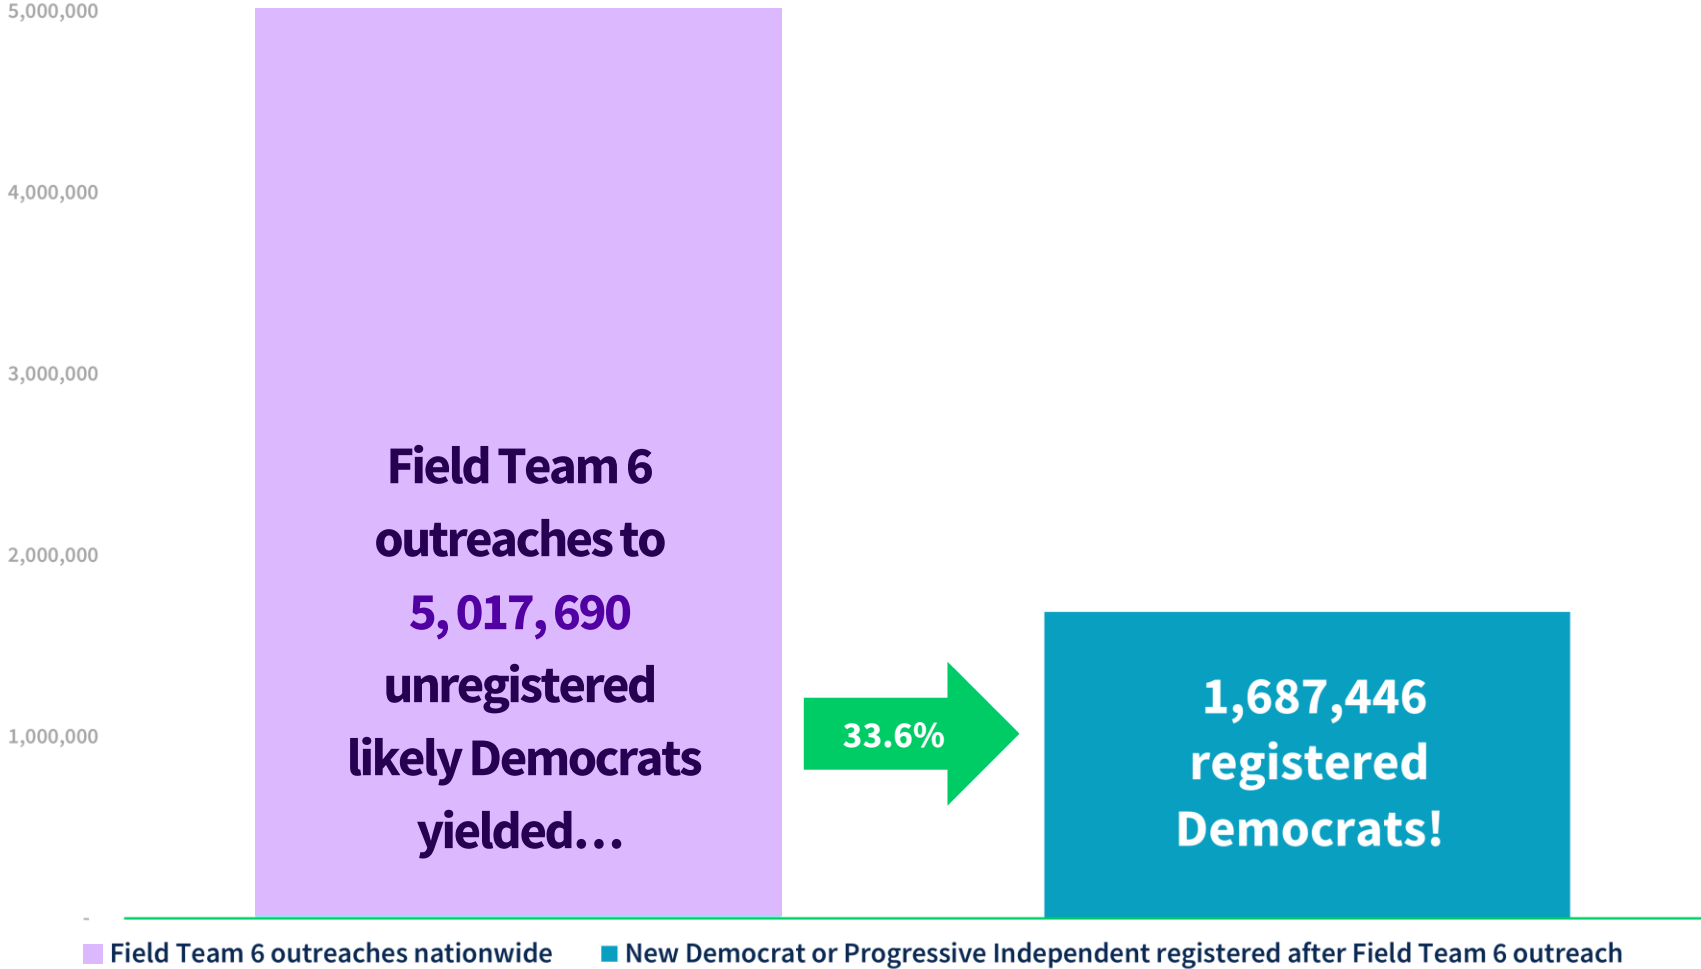 5,000,000
4,000,000
3,000,000
2,000,000
1,000,000
-
Field Team 6
outreaches to
5, 017, 690
unregistered
likely Democrats
yielded...
33.6%
1,687,446
registered
Democrats!
Field Team 6 outreaches nationwide
New Democrat or Progressive Independent registered after Field Team 6 outreach